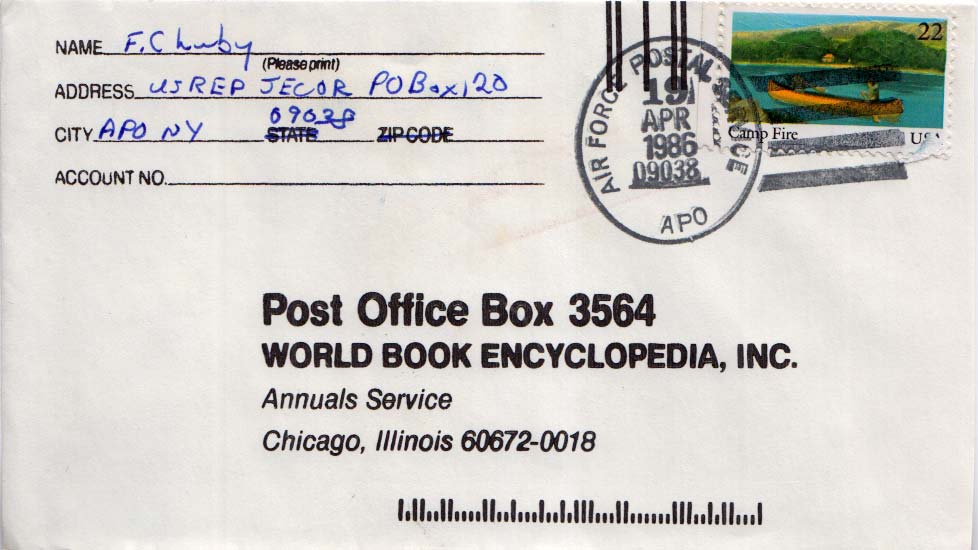 NAME F.C
(Please print)
ADDRESS US REP JECOR PO Box 120
CITY APO NY STATE 09038 ZIP CODE
ACCOUNT NO.
AIR FORCE POSTAL SERVICE
19
APR
1986
09038
APO
22
Camp Fire USA
Post Office Box 3564
WORLD BOOK ENCYCLOPEDIA, INC.
Annuals Service
Chicago, Illinois 60672-0018